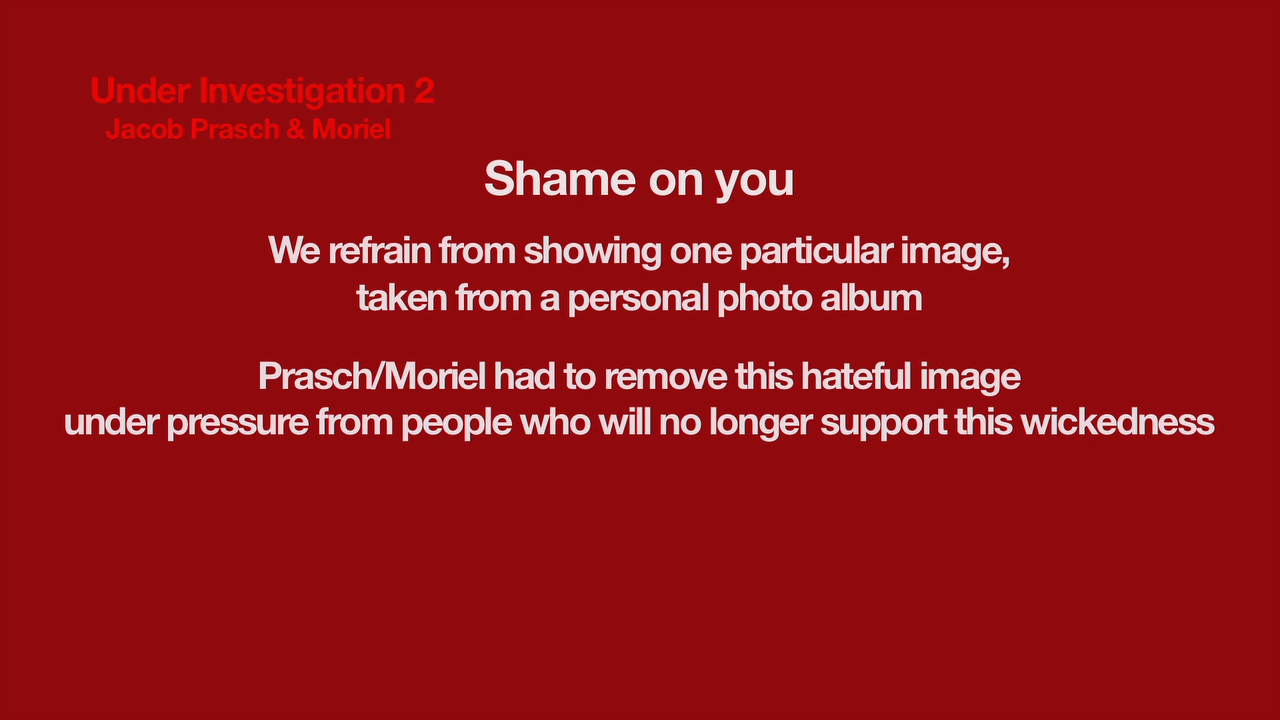 Under Investigation 2
Jacob Prasch & Moriel
Shame on you
We refrain from showing one particular image,
taken from a personal photo album
Prasch/Moriel had to remove this hateful image
under pressure from people who will no longer support this wickedness